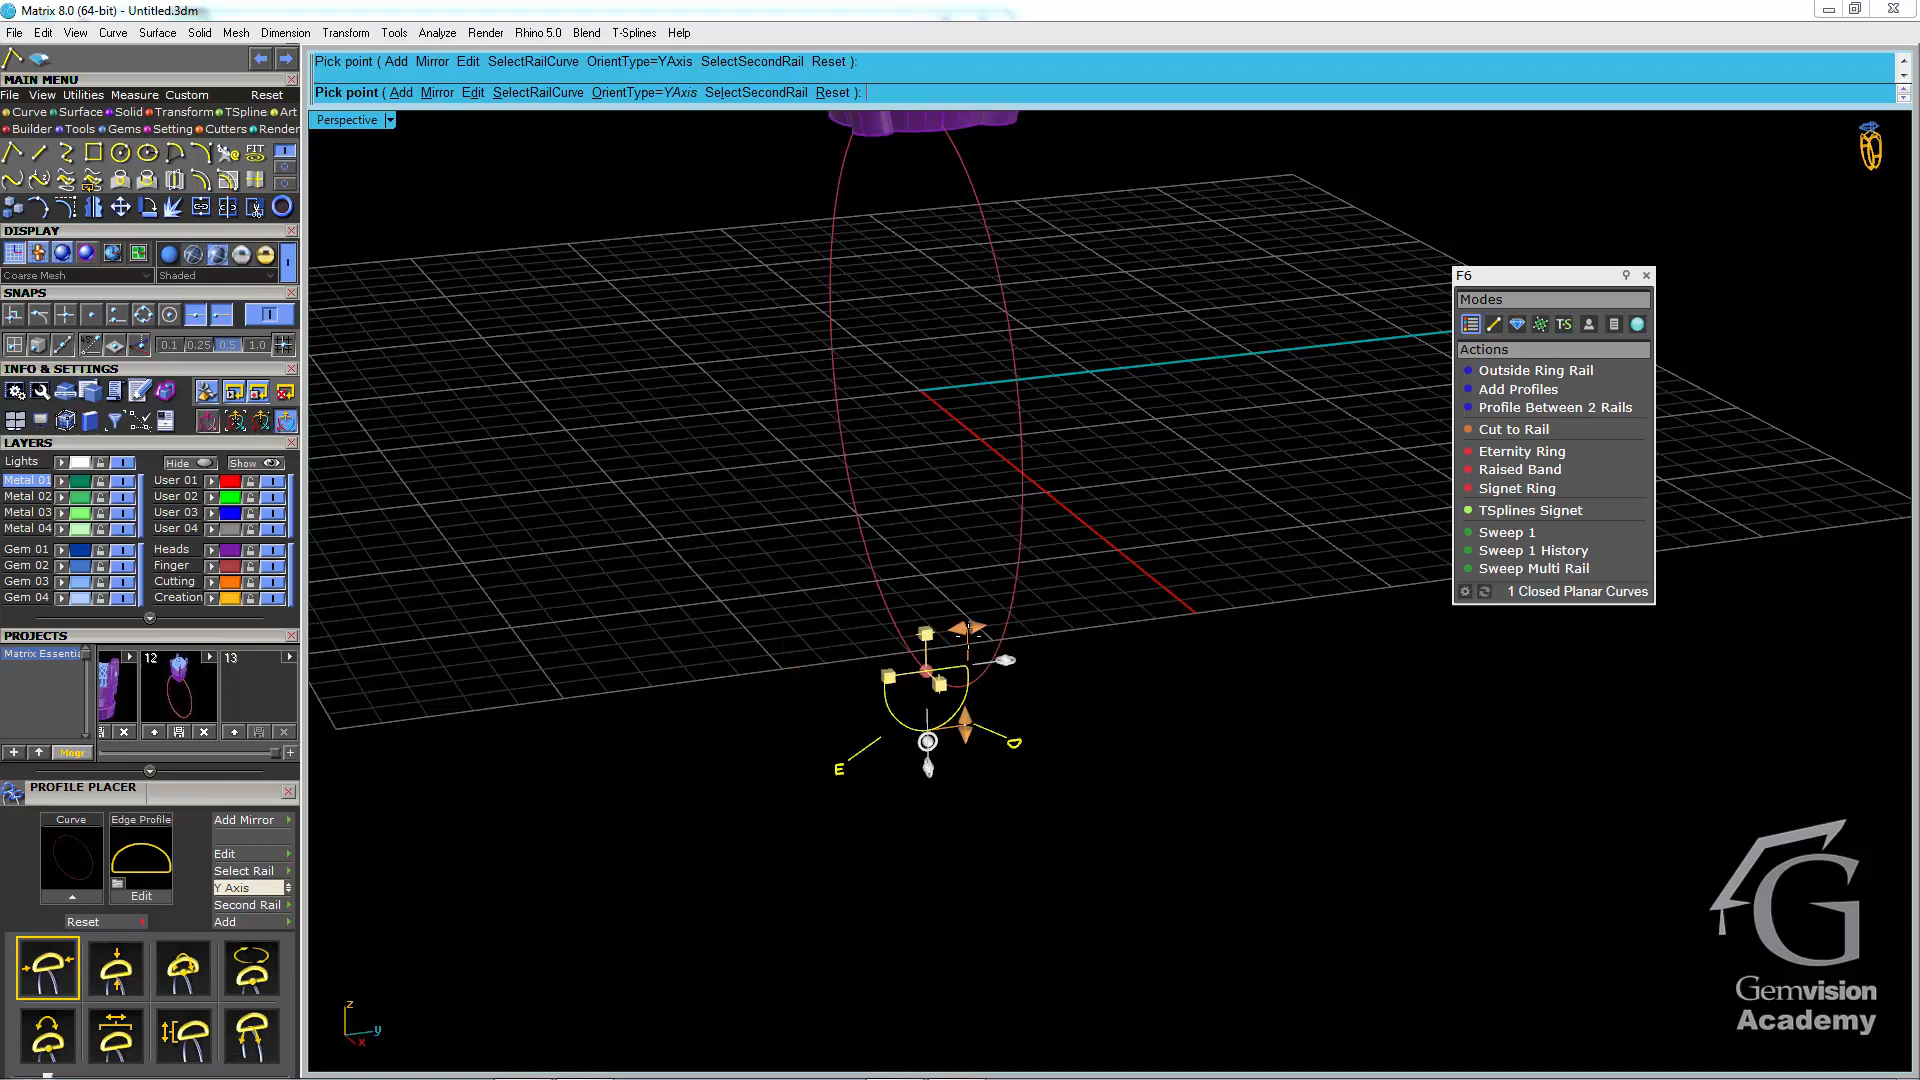 Matrix 8.0 (64-bit) - Untitled.3dm
File Edit View Curve Surface Solid Mesh Dimension Transform Tools Analyze Render Rhino 5.0 Blend T-Splines Help
Pick point ( Add Mirror Edit SelectRailCurve OrientType=YAxis SelectSecondRail Reset ):
Pick point ( Add Mirror Edit SelectRailCurve OrientType=YAxis SelectSecondRail Reset ):
Perspective
MAIN MENU
File View Utilities Measure Custom Reset
Curve Surface Solid Transform TSpline Art
Builder Tools Gems Setting Cutters Render
FIT
DISPLAY
Coarse Mesh Shaded
SNAPS
0.1 0.25 0.5 1.0
INFO & SETTINGS
LAYERS
Lights Hide Show
Metal 01 User 01
Metal 02 User 02
Metal 03 User 03
Metal 04 User 04
Gem 01 Heads
Gem 02 Finger
Gem 03 Cutting
Gem 04 Creation
PROJECTS
Matrix Essentia 12 13
Mngr
PROFILE PLACER
Curve Edge Profile Add Mirror
Edit
Select Rail
Y Axis
Edit Second Rail
Reset Add
F6
Modes
T-S
Actions
Outside Ring Rail
Add Profiles
Profile Between 2 Rails
Cut to Rail
Eternity Ring
Raised Band
Signet Ring
TSplines Signet
Sweep 1
Sweep 1 History
Sweep Multi Rail
1 Closed Planar Curves
E
D
z
y
x
G
Gemvision
Academy